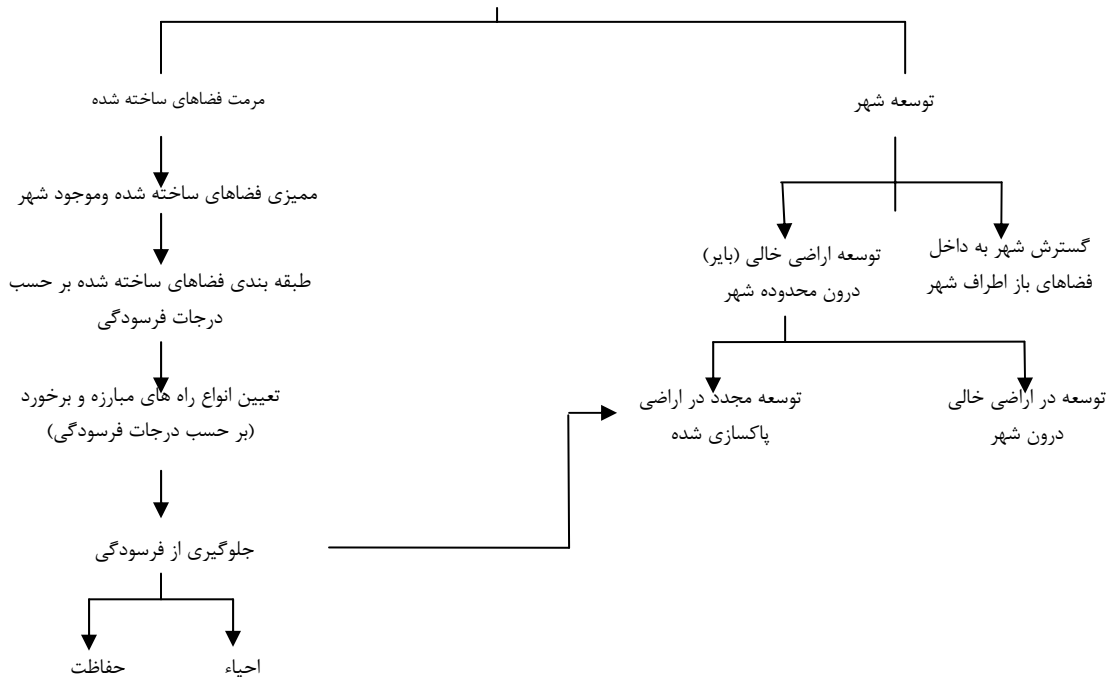 توسعه شهر
مرمت فضاهای ساخته شده
ممیزی فضاهای ساخته شده وموجود شهر
گسترش شهر به داخل
فضاهای باز اطراف شهر
توسعه اراضی خالی (بایر)
درون محدوده شهر
طبقه بندی فضاهای ساخته شده بر حسب
درجات فرسودگی
توسعه در اراضی خالی
درون شهر
توسعه مجدد در اراضی
پاکسازی شده
تعیین انواع راه های مبارزه و برخورد
(بر حسب درجات فرسودگی)
جلوگیری از فرسودگی
احیاء
حفاظت